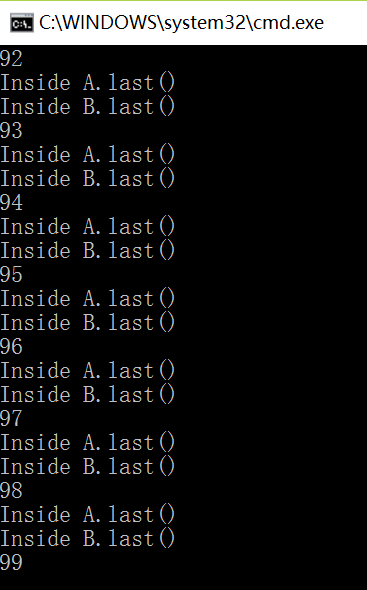 C:\WINDOWS\system32\cmd.exe
92
Inside A.last()
Inside B.last()
93
Inside A.last()
Inside B.last()
94
Inside A.last()
Inside B.last()
95
Inside A.last()
Inside B.last()
96
Inside A.last()
Inside B.last()
97
Inside A.last()
Inside B.last()
98
Inside A.last()
Inside B.last()
99